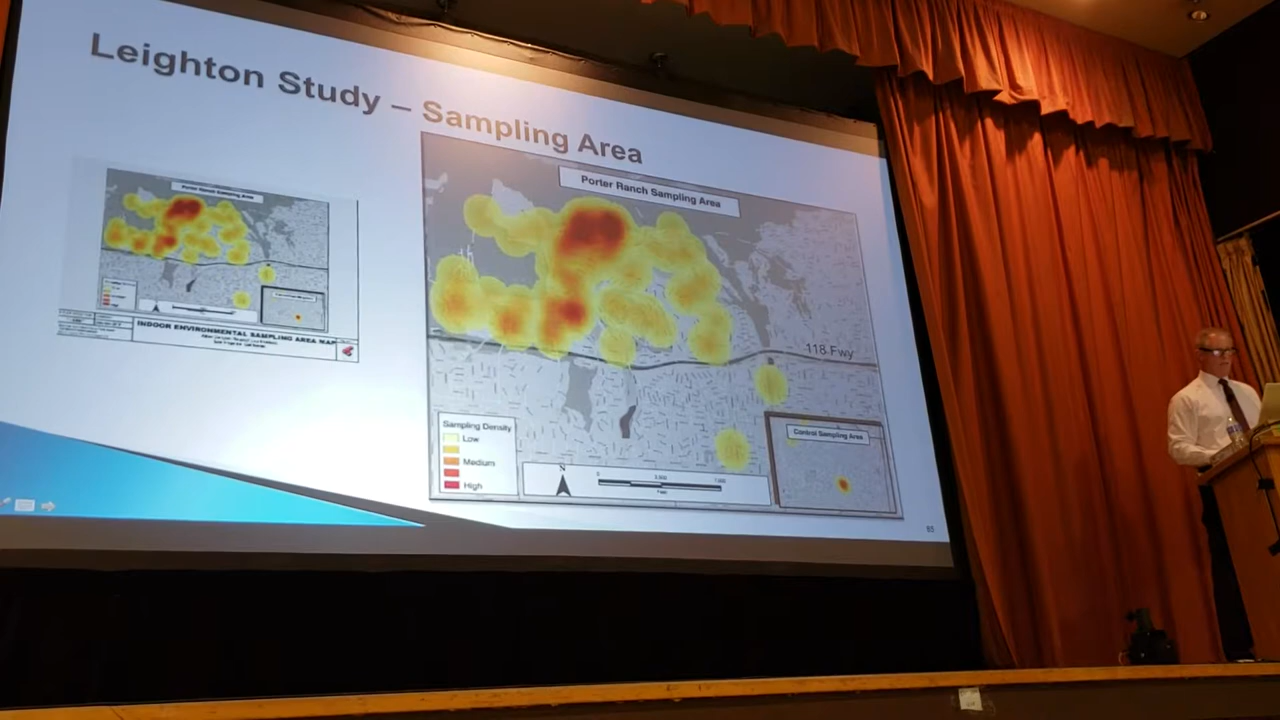 Leighton Study – Sampling Area
Porter Ranch Sampling Area
INDOOR ENVIRONMENTAL SAMPLING AREA MAP
Porter Ranch Sampling Area
118 Fwy
Sampling Density
Low
Medium
High
N
Control Sampling Area
65